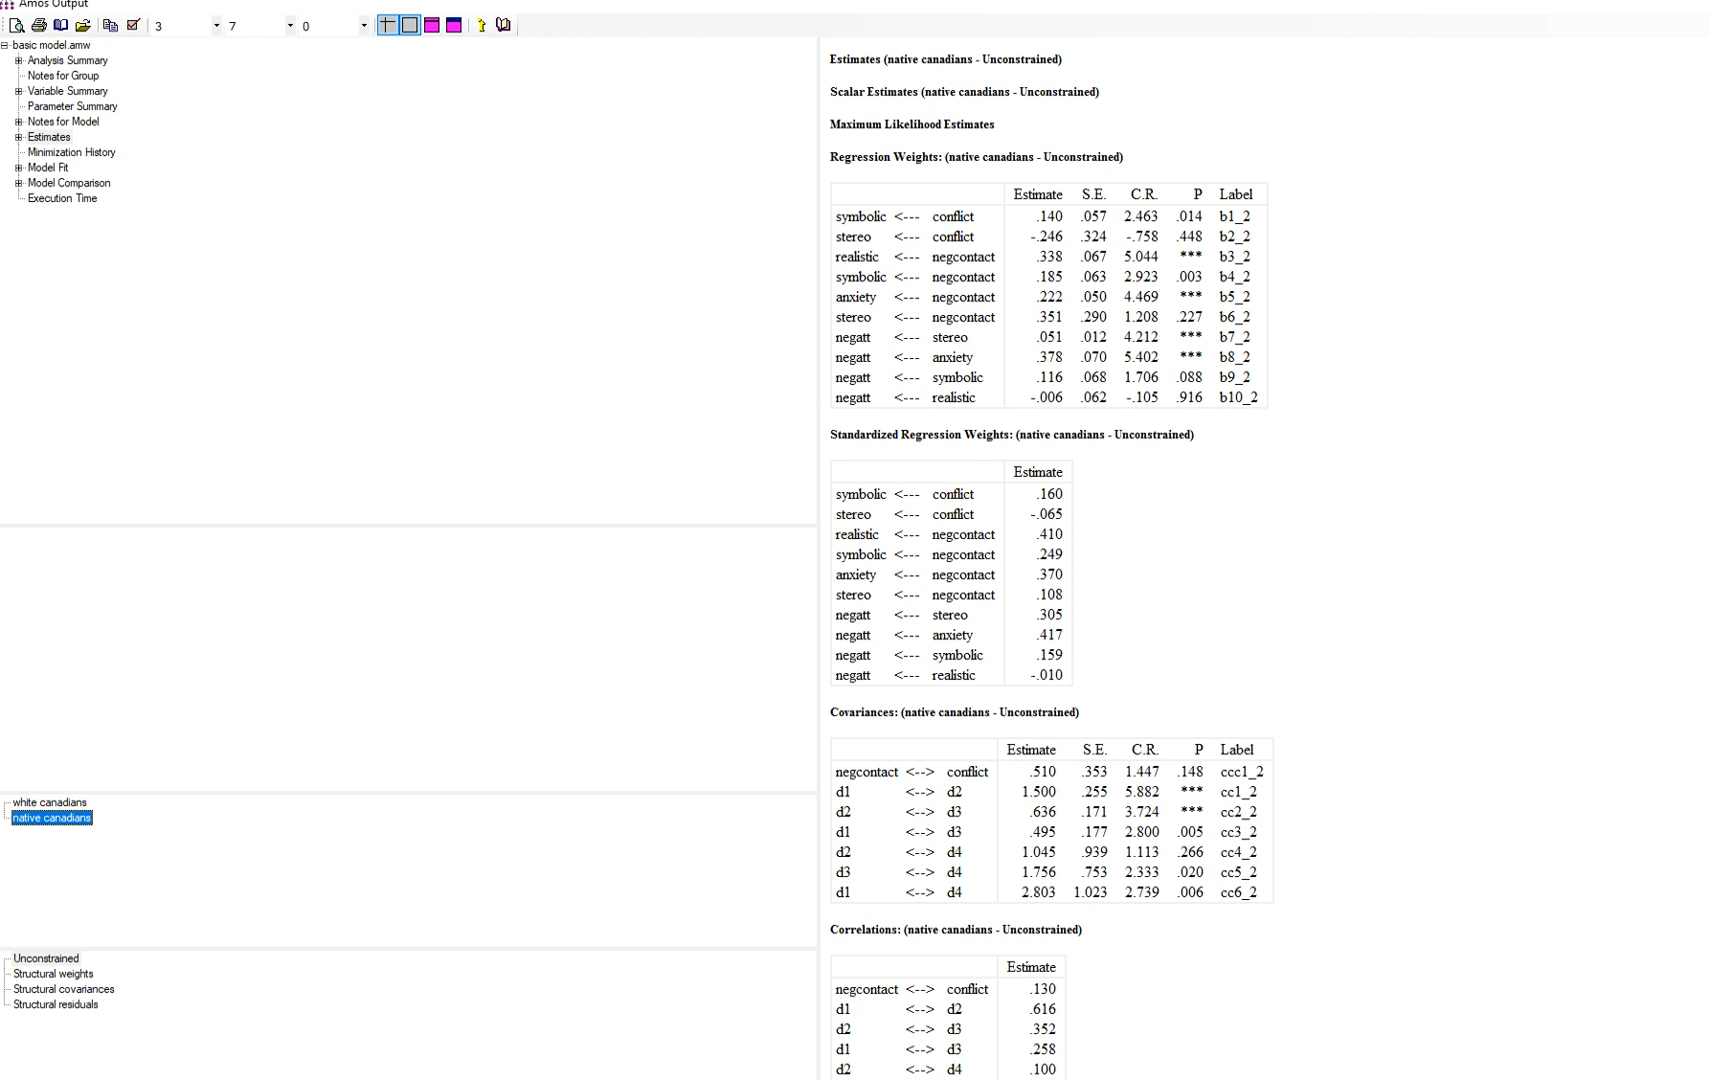 Amos Output
3 7 0
basic model.amw
Analysis Summary
Notes for Group
Variable Summary
Parameter Summary
Notes for Model
Estimates
Minimization History
Model Fit
Model Comparison
Execution Time
white canadians
native canadians
Unconstrained
Structural weights
Structural covariances
Structural residuals
Estimates (native canadians - Unconstrained)
Scalar Estimates (native canadians - Unconstrained)
Maximum Likelihood Estimates
Regression Weights: (native canadians - Unconstrained)
Estimate S.E. C.R. P Label
symbolic <--- conflict .140 .057 2.463 .014 b1_2
stereo <--- conflict -.246 .324 -.758 .448 b2_2
realistic <--- negcontact .338 .067 5.044 *** b3_2
symbolic <--- negcontact .185 .063 2.923 .003 b4_2
anxiety <--- negcontact .222 .050 4.469 *** b5_2
stereo <--- negcontact .351 .290 1.208 .227 b6_2
negatt <--- stereo .051 .012 4.212 *** b7_2
negatt <--- anxiety .378 .070 5.402 *** b8_2
negatt <--- symbolic .116 .068 1.706 .088 b9_2
negatt <--- realistic -.006 .062 -.105 .916 b10_2
Standardized Regression Weights: (native canadians - Unconstrained)
Estimate
symbolic <--- conflict .160
stereo <--- conflict -.065
realistic <--- negcontact .410
symbolic <--- negcontact .249
anxiety <--- negcontact .370
stereo <--- negcontact .108
negatt <--- stereo .305
negatt <--- anxiety .417
negatt <--- symbolic .159
negatt <--- realistic -.010
Covariances: (native canadians - Unconstrained)
Estimate S.E. C.R. P Label
negcontact <--> conflict .510 .353 1.447 .148 ccc1_2
d1 <--> d2 1.500 .255 5.882 *** cc1_2
d2 <--> d3 .636 .171 3.724 *** cc2_2
d1 <--> d3 .495 .177 2.800 .005 cc3_2
d2 <--> d4 1.045 .939 1.113 .266 cc4_2
d3 <--> d4 1.756 .753 2.333 .020 cc5_2
d1 <--> d4 2.803 1.023 2.739 .006 cc6_2
Correlations: (native canadians - Unconstrained)
Estimate
negcontact <--> conflict .130
d1 <--> d2 .616
d2 <--> d3 .352
d1 <--> d3 .258
d2 <--> d4 .100